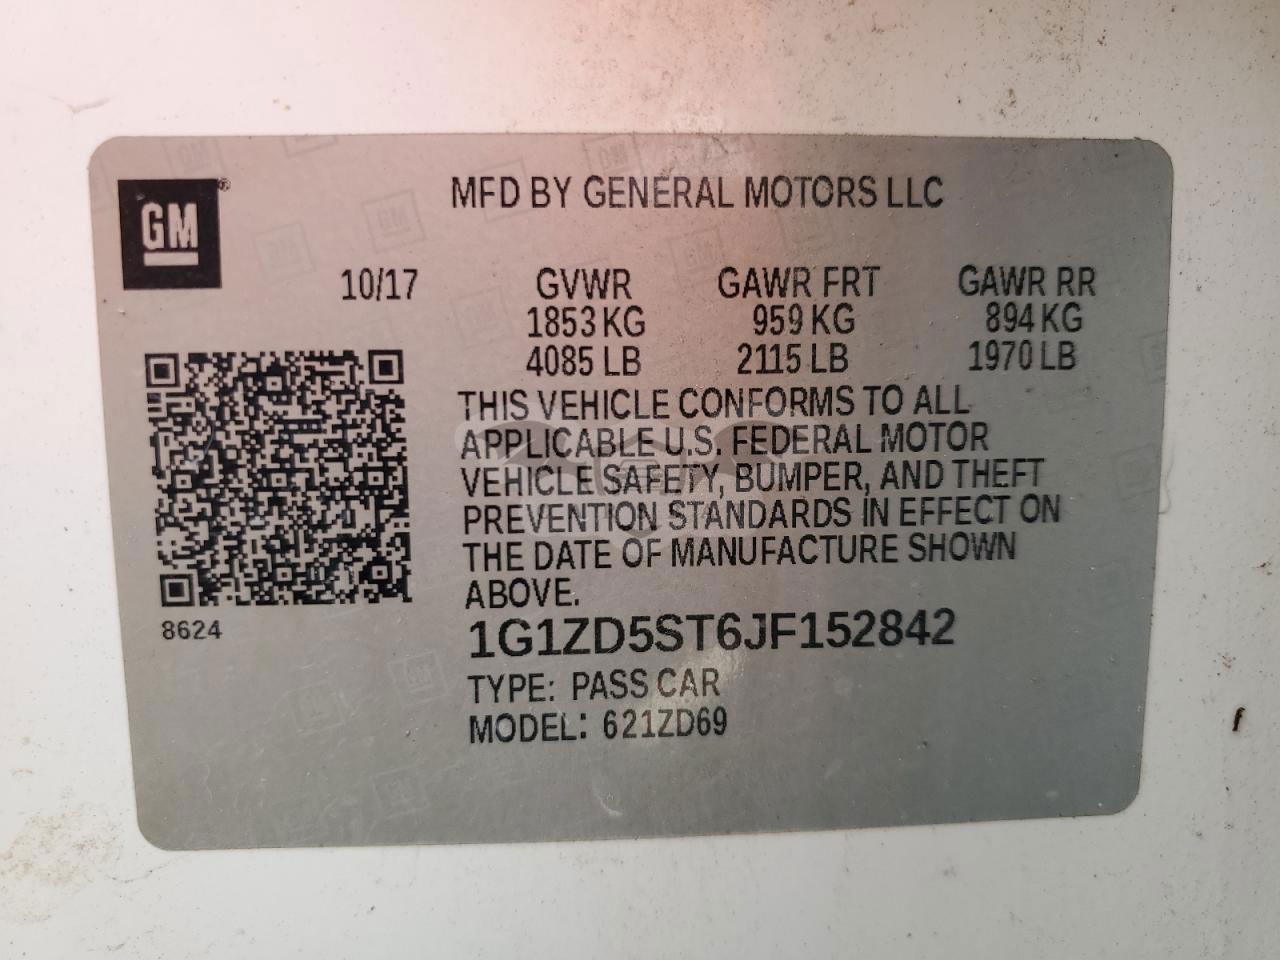 MFD BY GENERAL MOTORS LLC
GM®
10/17 GVWR GAWR FRT GAWR RR
1853 KG 959 KG 894 KG
4085 LB 2115 LB 1970 LB
THIS VEHICLE CONFORMS TO ALL
APPLICABLE U.S. FEDERAL MOTOR
VEHICLE SAFETY, BUMPER, AND THEFT
PREVENTION STANDARDS IN EFFECT ON
THE DATE OF MANUFACTURE SHOWN
ABOVE.
8624
1G1ZD5ST6JF152842
TYPE: PASS CAR
MODEL: 621ZD69